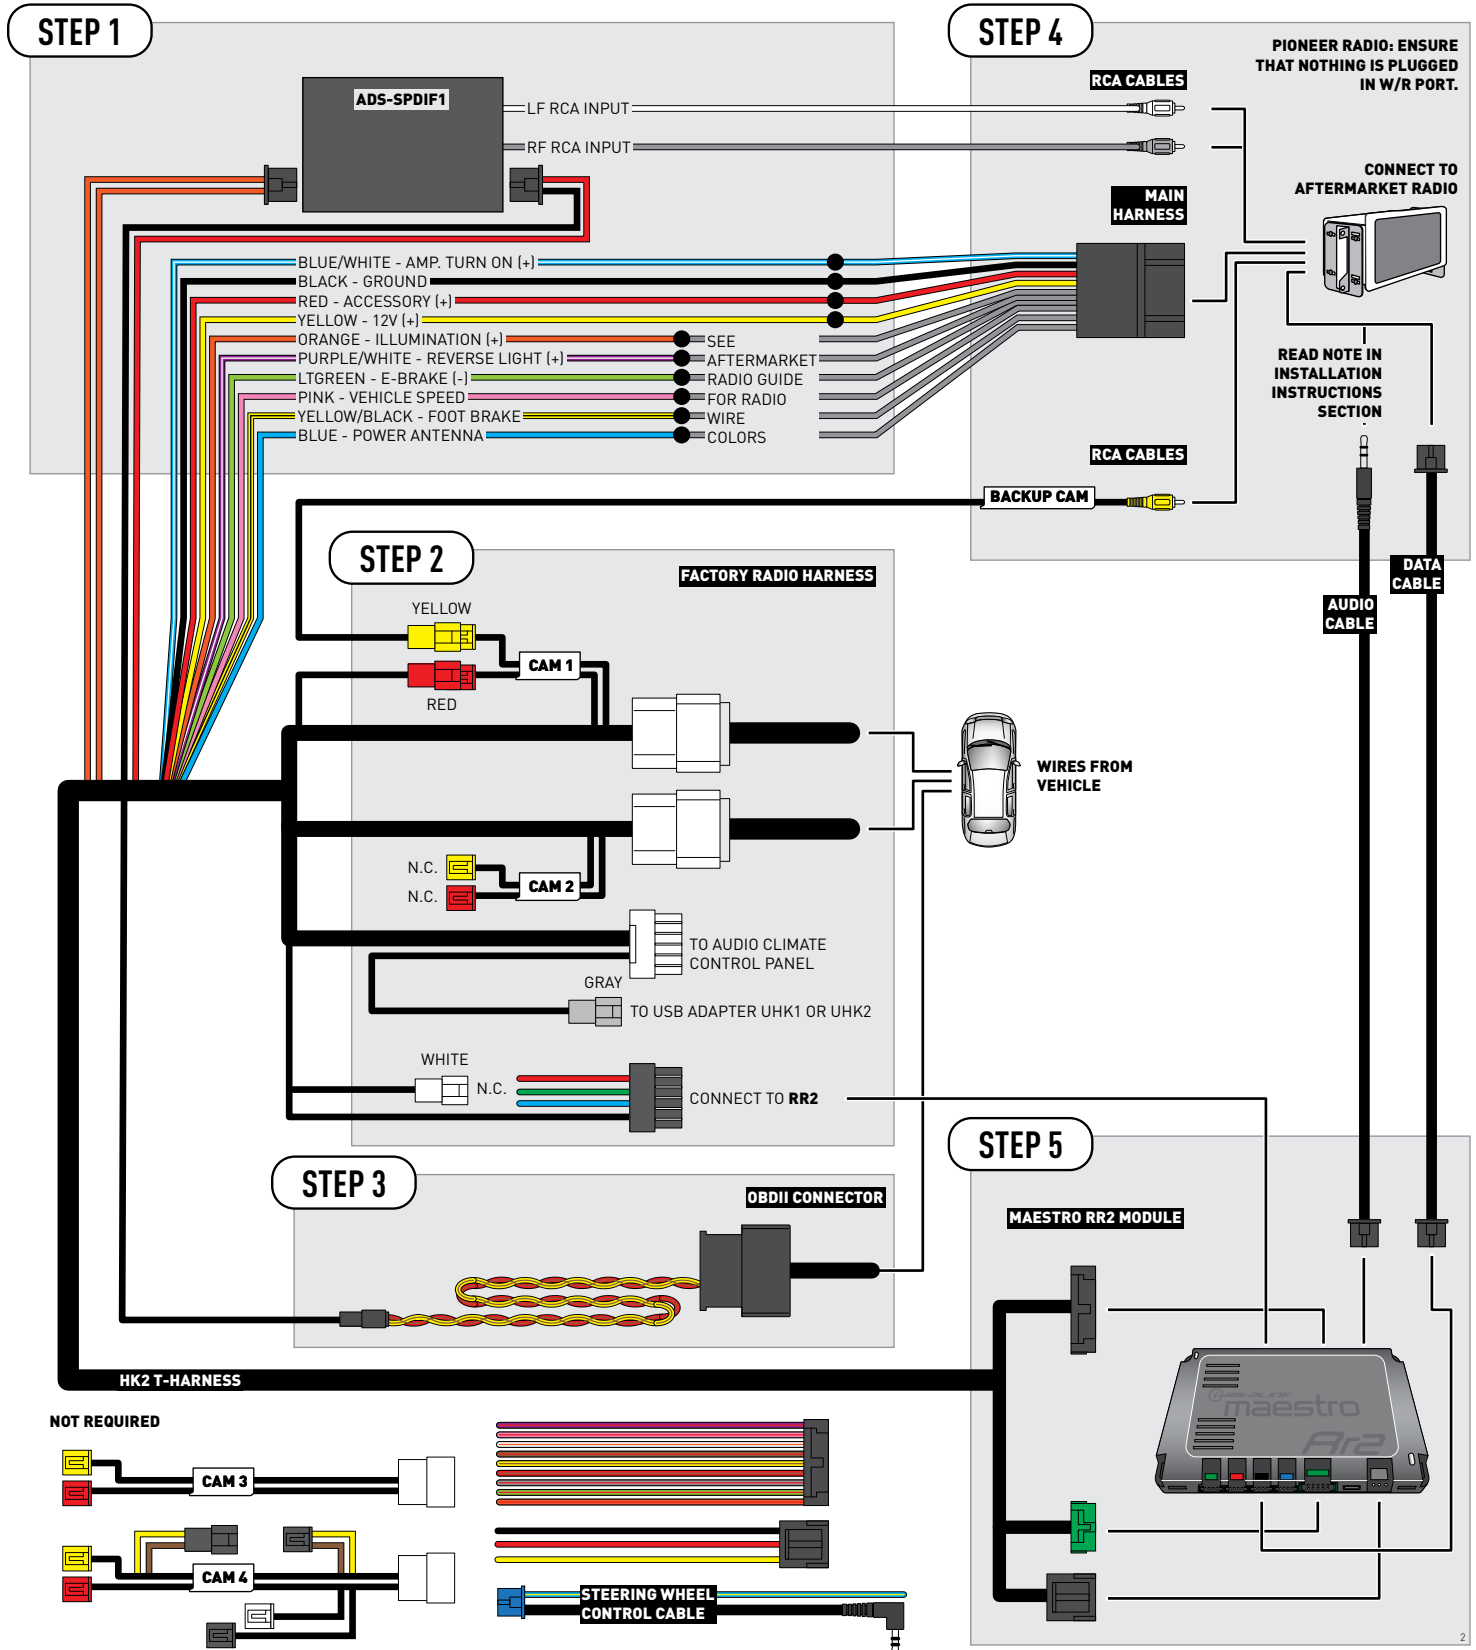 STEP 1
ADS-SPDIF1
LF RCA INPUT
RF RCA INPUT
BLUE/WHITE - AMP. TURN ON (+)
BLACK - GROUND
RED - ACCESSORY (+)
YELLOW - 12V (+)
ORANGE - ILLUMINATION (+)
PURPLE/WHITE - REVERSE LIGHT (+)
LTGREEN - E-BRAKE (-)
PINK - VEHICLE SPEED
YELLOW/BLACK - FOOT BRAKE
BLUE - POWER ANTENNA
SEE
AFTERMARKET
RADIO GUIDE
FOR RADIO
WIRE
COLORS
STEP 4
PIONEER RADIO: ENSURE
THAT NOTHING IS PLUGGED
IN W/R PORT.
RCA CABLES
MAIN
HARNESS
CONNECT TO
AFTERMARKET RADIO
READ NOTE IN
INSTALLATION
INSTRUCTIONS
SECTION
RCA CABLES
BACKUP CAM
DATA
CABLE
AUDIO
CABLE
STEP 2
FACTORY RADIO HARNESS
YELLOW
CAM 1
RED
WIRES FROM
VEHICLE
N.C.
N.C.
CAM 2
TO AUDIO CLIMATE
CONTROL PANEL
GRAY
TO USB ADAPTER UHK1 OR UHK2
WHITE
N.C.
CONNECT TO RR2
STEP 3
OBDII CONNECTOR
STEP 5
MAESTRO RR2 MODULE
maestro
Rr2
HK2 T-HARNESS
NOT REQUIRED
CAM 3
CAM 4
STEERING WHEEL
CONTROL CABLE
2